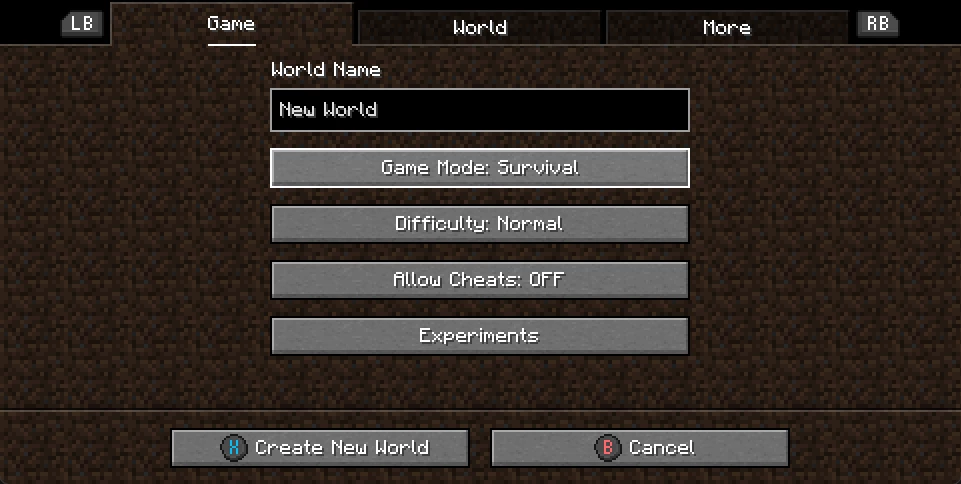 LB Game World More RB
World Name
New World
Game Mode: Survival
Difficulty: Normal
Allow Cheats: OFF
Experiments
X Create New World B Cancel